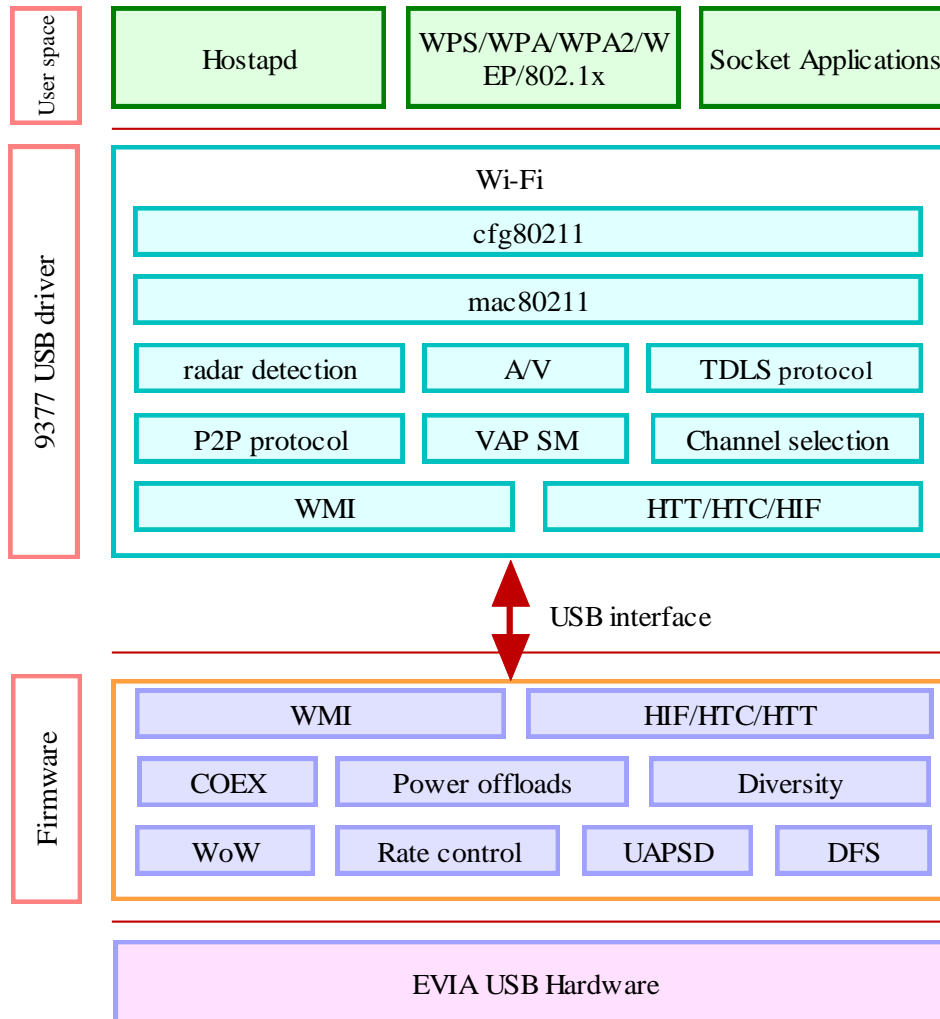 User space
Hostapd
WPS/WPA/WPA2/W
EP/802.1x
Socket Applications
9377 USB driver
Wi-Fi
cfg80211
mac80211
radar detection
A/V
TDLS protocol
P2P protocol
VAP SM
Channel selection
WMI
HTT/HTC/HIF
USB interface
Firmware
WMI
HIF/HTC/HTT
COEX
Power offloads
Diversity
WoW
Rate control
UAPSD
DFS
EVIA USB Hardware